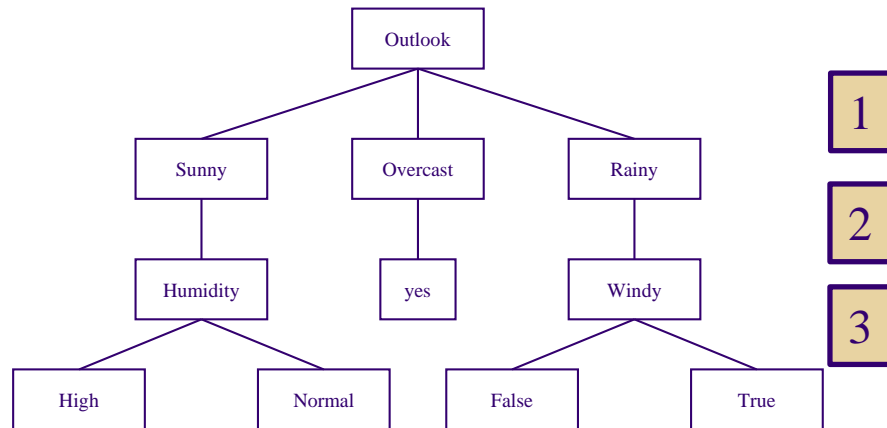 Outlook
1
Sunny
Overcast
Rainy
2
Humidity
yes
Windy
3
High
Normal
False
True